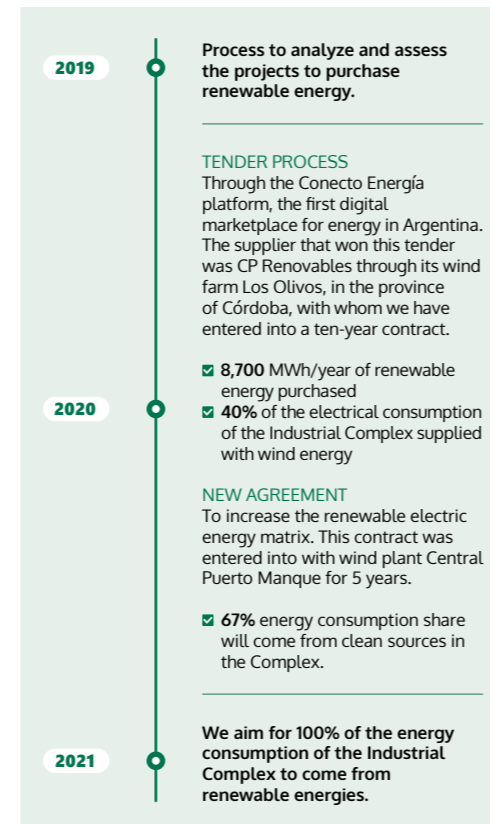 2019
Process to analyze and assess
the projects to purchase
renewable energy.
TENDER PROCESS
Through the Conecto Energía
platform, the first digital
marketplace for energy in Argentina.
The supplier that won this tender
was CP Renovables through its wind
farm Los Olivos, in the province
of Córdoba, with whom we have
entered into a ten-year contract.
8,700 MWh/year of renewable
energy purchased
2020
40% of the electrical consumption
of the Industrial Complex supplied
with wind energy
NEW AGREEMENT
To increase the renewable electric
energy matrix. This contract was
entered into with wind plant Central
Puerto Manque for 5 years.
67% energy consumption share
will come from clean sources in
the Complex.
2021
We aim for 100% of the energy
consumption of the Industrial
Complex to come from
renewable energies.